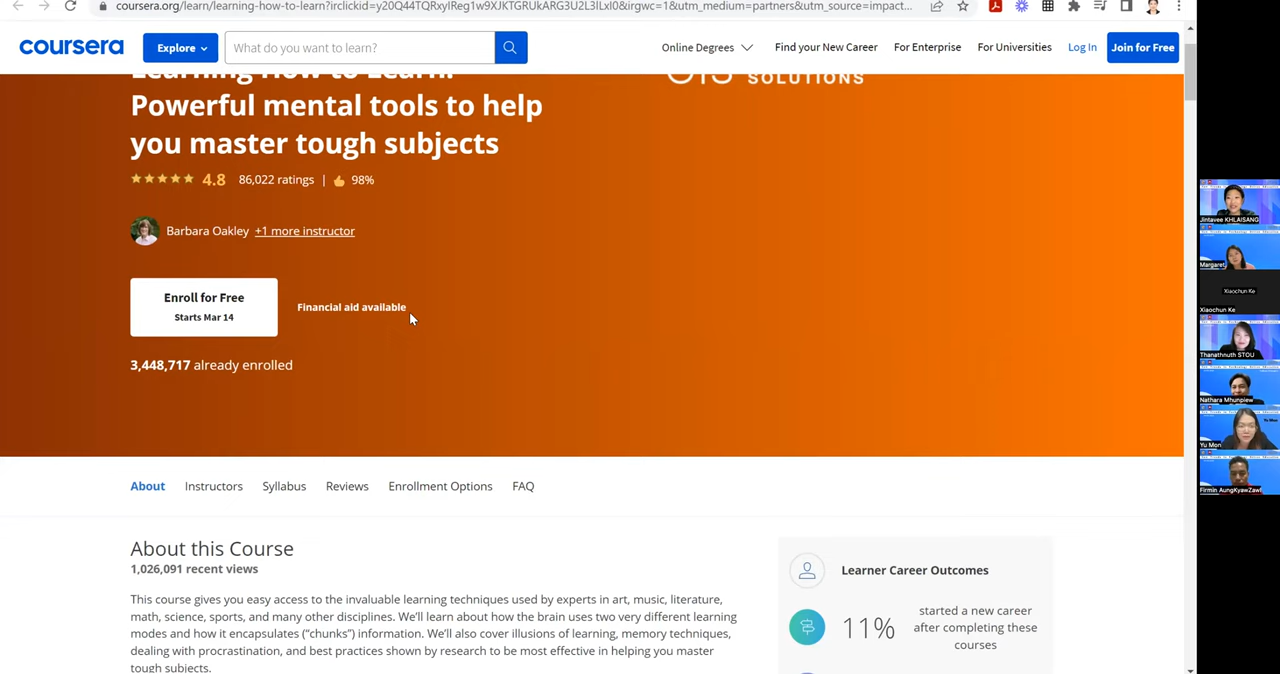 coursera.org/learn/learning-how-to-learn?irclickid=y20Q44TQRxyIReg1w9XJKTGRUkARG3U2L3lLxI0&irgwc=1&utm_medium=partners&utm_source=impact...
coursera
Explore
What do you want to learn?
Online Degrees
Find your New Career
For Enterprise
For Universities
Log In
Join for Free
Learning How to Learn:
Powerful mental tools to help
you master tough subjects
SOLUTIONS
4.8 86,022 ratings | 98%
Barbara Oakley +1 more instructor
Enroll for Free
Starts Mar 14
Financial aid available
3,448,717 already enrolled
About Instructors Syllabus Reviews Enrollment Options FAQ
About this Course
1,026,091 recent views
This course gives you easy access to the invaluable learning techniques used by experts in art, music, literature,
math, science, sports, and many other disciplines. We'll learn about how the brain uses two very different learning
modes and how it encapsulates ("chunks") information. We'll also cover illusions of learning, memory techniques,
dealing with procrastination, and best practices shown by research to be most effective in helping you master
tough subjects.
Learner Career Outcomes
11%
started a new career
after completing these
courses
Jintavee KHLAISANG
Margaret
Xiaochun Ke
Xiaochun Ke
Thanathnuth STOU
Nathara Mhunpiew
Yu Mon
Yu Mon
Firmin AungKyawZaw